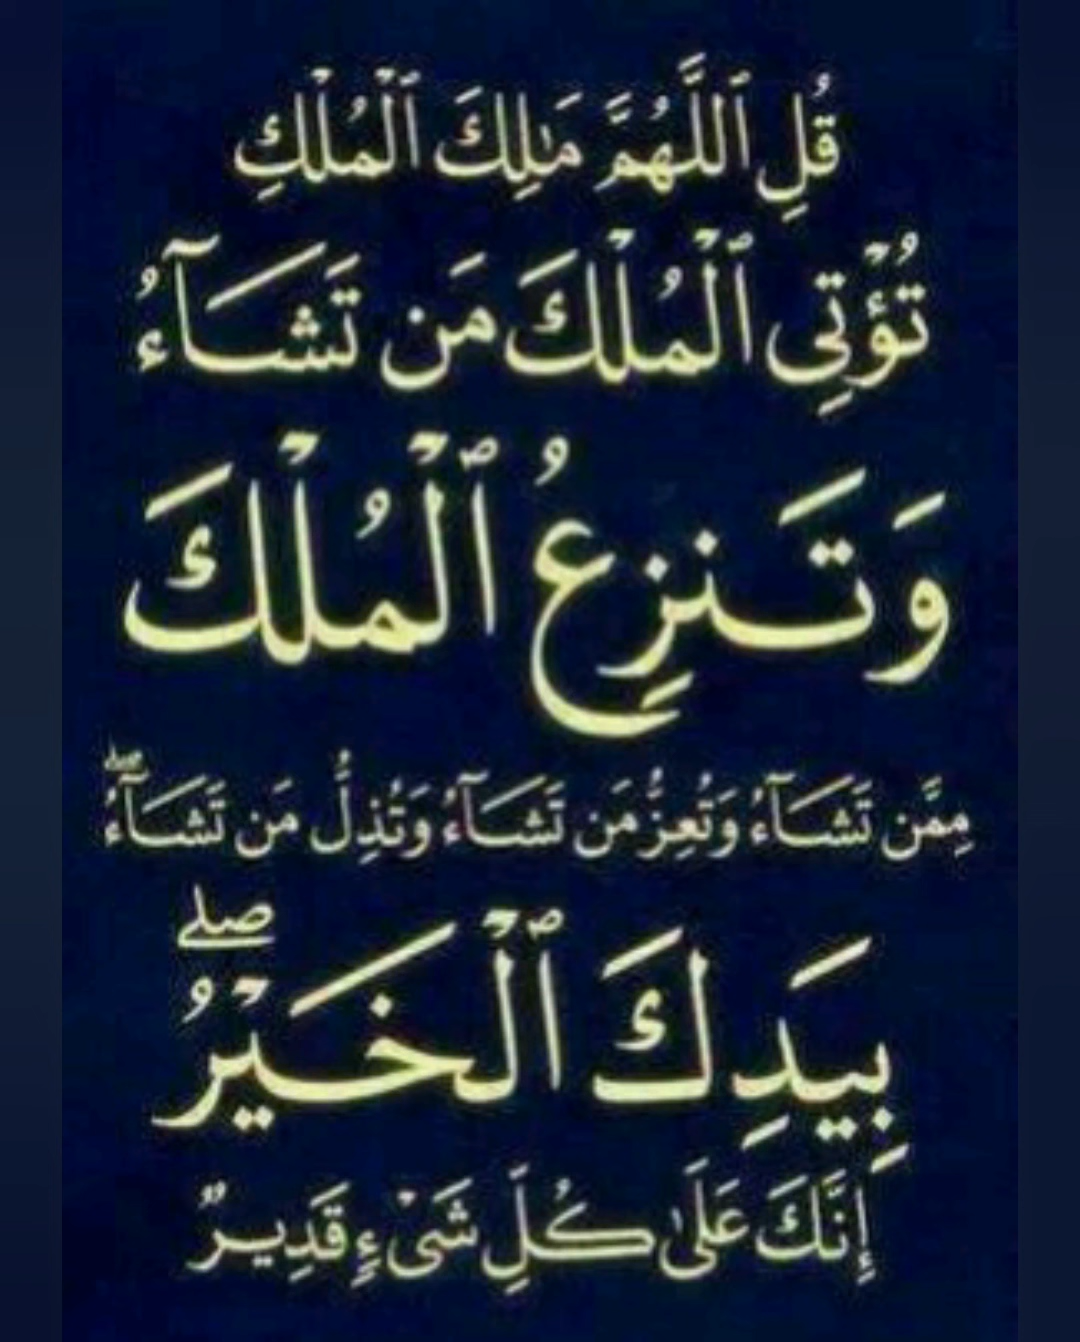 قُلِ ٱللَّهُمَّ مَٰلِكَ ٱلْمُلْكِ
تُؤْتِى ٱلْمُلْكَ مَن تَشَآءُ
وَتَنزِعُ ٱلْمُلْكَ
مِمَّن تَشَآءُ وَتُعِزُّ مَن تَشَآءُ وَتُذِلُّ مَن تَشَآءُۖ
بِيَدِكَ ٱلْخَيْرُۖ
إِنَّكَ عَلَىٰ كُلِّ شَىْءٍ قَدِيرٌ